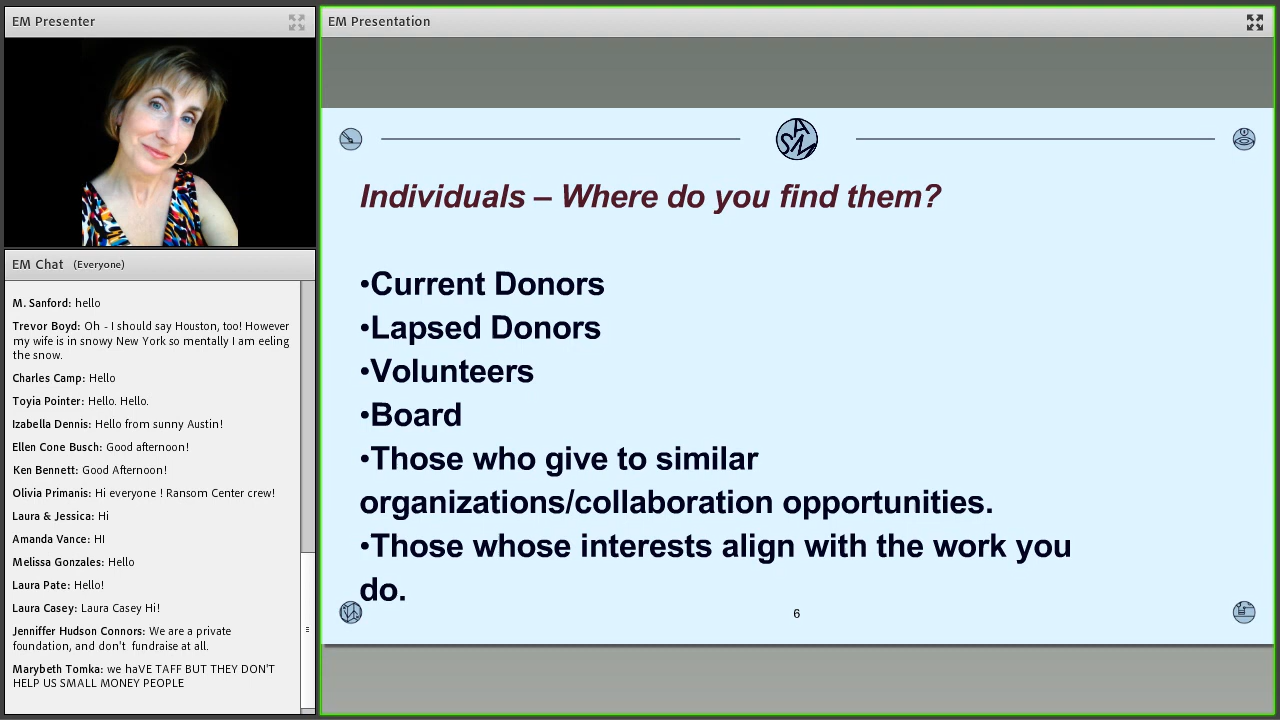 EM Presenter
EM Chat (Everyone)
M. Sanford: hello
Trevor Boyd: Oh - I should say Houston, too! However
my wife is in snowy New York so mentally I am eeling
the snow.
Charles Camp: Hello
Toyia Pointer: Hello. Hello.
Izabella Dennis: Hello from sunny Austin!
Ellen Cone Busch: Good afternoon!
Ken Bennett: Good Afternoon!
Olivia Primanis: Hi everyone ! Ransom Center crew!
Laura & Jessica: Hi
Amanda Vance: HI
Melissa Gonzales: Hello
Laura Pate: Hello!
Laura Casey: Laura Casey Hi!
Jenniffer Hudson Connors: We are a private
foundation, and don't fundraise at all.
Marybeth Tomka: we haVE TAFF BUT THEY DON'T
HELP US SMALL MONEY PEOPLE
EM Presentation
ASM
Individuals – Where do you find them?
•Current Donors
•Lapsed Donors
•Volunteers
•Board
•Those who give to similar
organizations/collaboration opportunities.
•Those whose interests align with the work you
do.
6